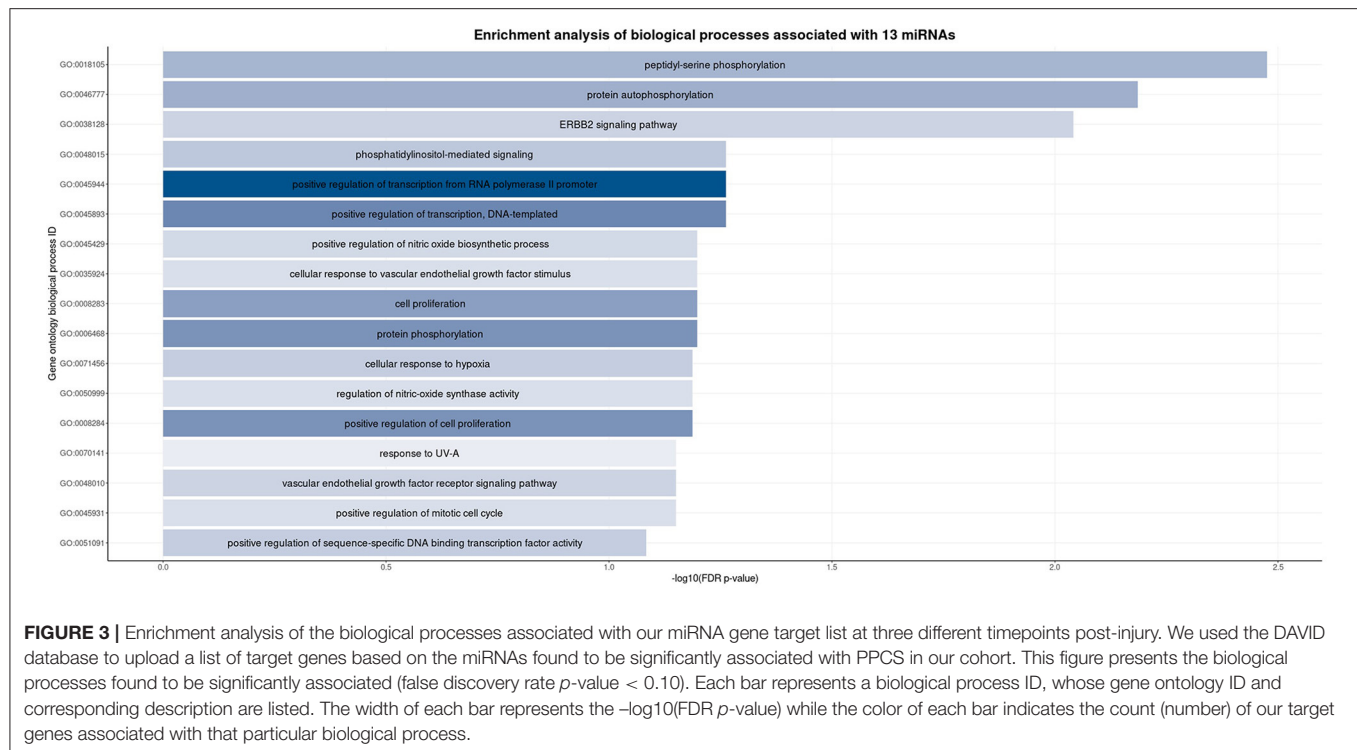 Enrichment analysis of biological processes associated with 13 miRNAs
Gene ontology biological process ID
GO:0018105 peptidyl-serine phosphorylation
GO:0046777 protein autophosphorylation
GO:0038128 ERBB2 signaling pathway
GO:0048015 phosphatidylinositol-mediated signaling
GO:0045944 positive regulation of transcription from RNA polymerase II promoter
GO:0045893 positive regulation of transcription, DNA-templated
GO:0045429 positive regulation of nitric oxide biosynthetic process
GO:0035924 cellular response to vascular endothelial growth factor stimulus
GO:0008283 cell proliferation
GO:0006468 protein phosphorylation
GO:0071456 cellular response to hypoxia
GO:0050999 regulation of nitric-oxide synthase activity
GO:0008284 positive regulation of cell proliferation
GO:0070141 response to UV-A
GO:0048010 vascular endothelial growth factor receptor signaling pathway
GO:0045931 positive regulation of mitotic cell cycle
GO:0051091 positive regulation of sequence-specific DNA binding transcription factor activity
0.0 0.5 1.0 1.5 2.0 2.5
-log10(FDR p-value)
FIGURE 3 | Enrichment analysis of the biological processes associated with our miRNA gene target list at three different timepoints post-injury. We used the DAVID
database to upload a list of target genes based on the miRNAs found to be significantly associated with PPCS in our cohort. This figure presents the biological
processes found to be significantly associated (false discovery rate p-value < 0.10). Each bar represents a biological process ID, whose gene ontology ID and
corresponding description are listed. The width of each bar represents the –log10(FDR p-value) while the color of each bar indicates the count (number) of our target
genes associated with that particular biological process.